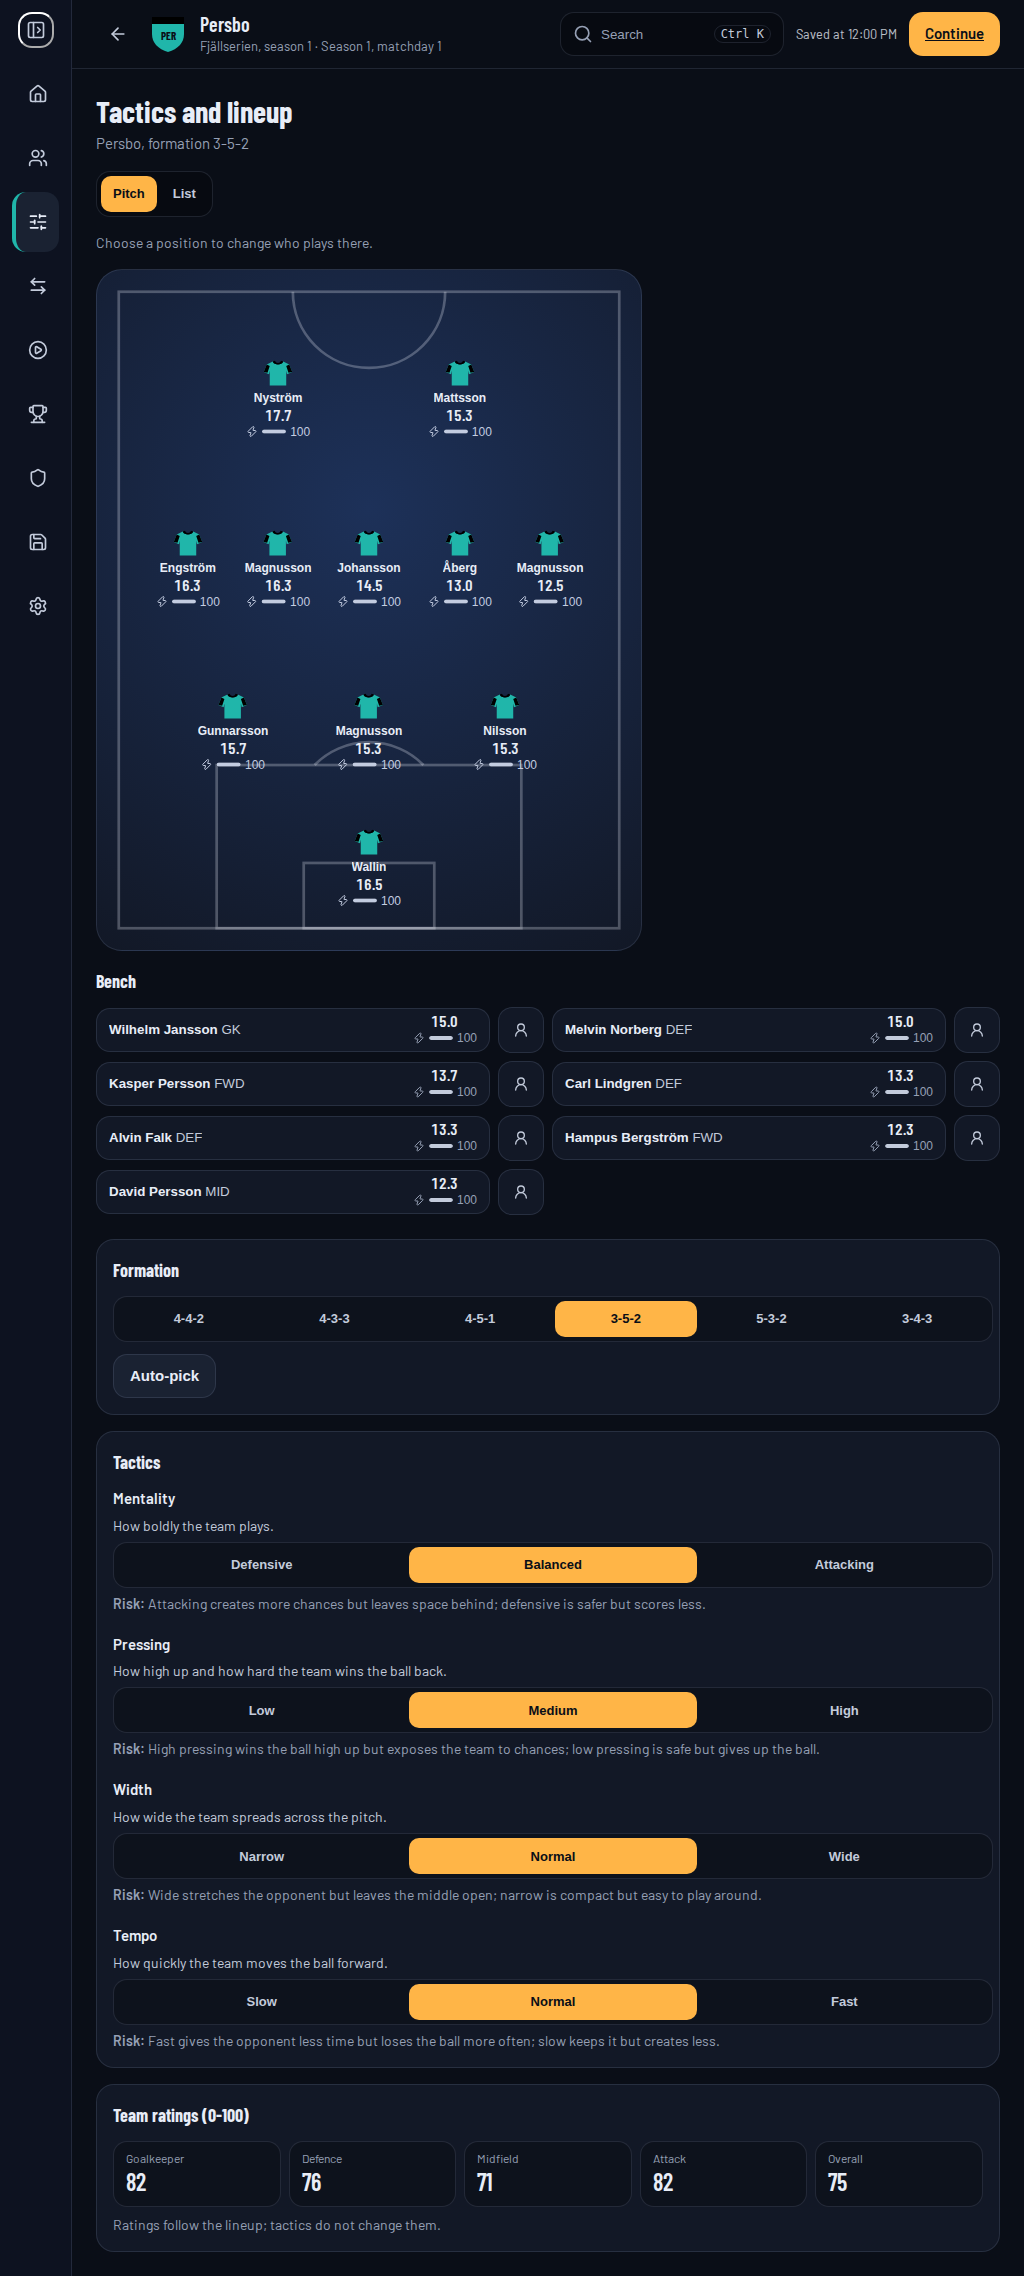 PER
Persbo
Fjällserien, season 1 · Season 1, matchday 1
Search
Ctrl K
Saved at 12:00 PM
Continue
Tactics and lineup
Persbo, formation 3-5-2
Pitch List
Choose a position to change who plays there.
Nyström Mattsson
17.7 15.3
100 100
Engström Magnusson Johansson Åberg Magnusson
16.3 16.3 14.5 13.0 12.5
100 100 100 100 100
Gunnarsson Magnusson Nilsson
15.7 15.3 15.3
100 100 100
Wallin
16.5
100
Bench
Wilhelm Jansson GK 15.0 100
Melvin Norberg DEF 15.0 100
Kasper Persson FWD 13.7 100
Carl Lindgren DEF 13.3 100
Alvin Falk DEF 13.3 100
Hampus Bergström FWD 12.3 100
David Persson MID 12.3 100
Formation
4-4-2 4-3-3 4-5-1 3-5-2 5-3-2 3-4-3
Auto-pick
Tactics
Mentality
How boldly the team plays.
Defensive Balanced Attacking
Risk: Attacking creates more chances but leaves space behind; defensive is safer but scores less.
Pressing
How high up and how hard the team wins the ball back.
Low Medium High
Risk: High pressing wins the ball high up but exposes the team to chances; low pressing is safe but gives up the ball.
Width
How wide the team spreads across the pitch.
Narrow Normal Wide
Risk: Wide stretches the opponent but leaves the middle open; narrow is compact but easy to play around.
Tempo
How quickly the team moves the ball forward.
Slow Normal Fast
Risk: Fast gives the opponent less time but loses the ball more often; slow keeps it but creates less.
Team ratings (0-100)
Goalkeeper Defence Midfield Attack Overall
82 76 71 82 75
Ratings follow the lineup; tactics do not change them.